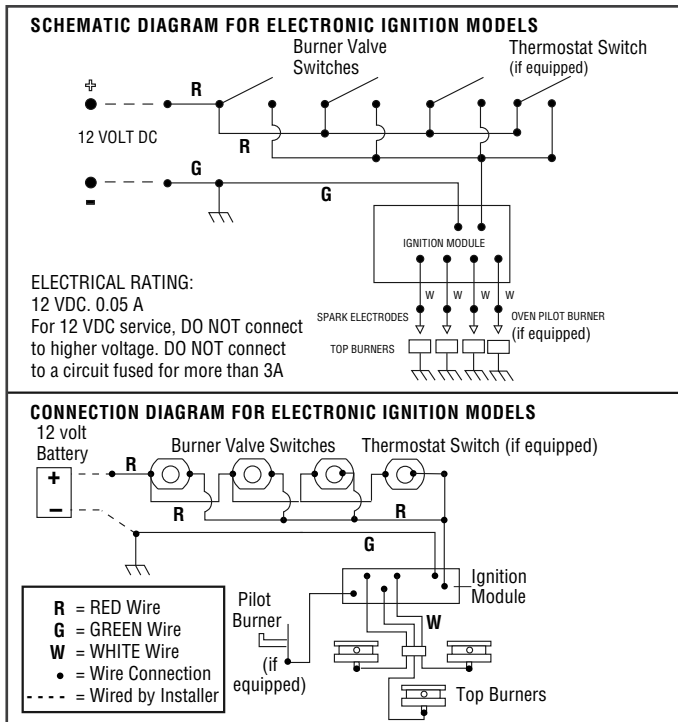 SCHEMATIC DIAGRAM FOR ELECTRONIC IGNITION MODELS
Burner Valve
Switches
Thermostat Switch
(if equipped)
+
R
12 VOLT DC
R
G
G
-
IGNITION MODULE
W W W W
SPARK ELECTRODES
OVEN PILOT BURNER
(if equipped)
TOP BURNERS
ELECTRICAL RATING:
12 VDC. 0.05 A
For 12 VDC service, DO NOT connect
to higher voltage. DO NOT connect
to a circuit fused for more than 3A
CONNECTION DIAGRAM FOR ELECTRONIC IGNITION MODELS
12 volt
Battery
Burner Valve Switches
Thermostat Switch (if equipped)
R
+
-
R
R
G
Ignition
Module
W
Pilot
Burner
(if
equipped)
Top Burners
R = RED Wire
G = GREEN Wire
W = WHITE Wire
• = Wire Connection
- - - - = Wired by Installer